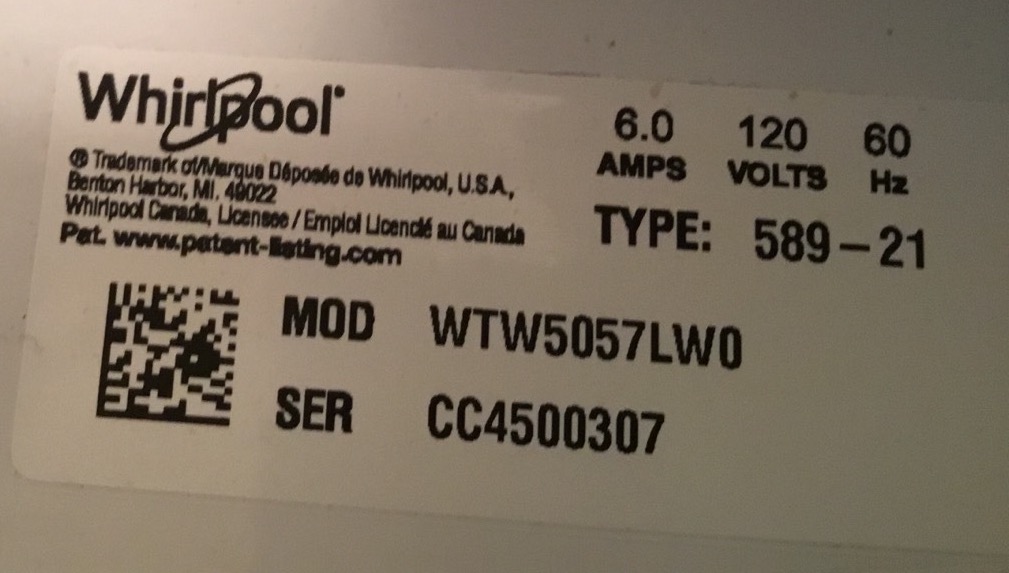 Whirlpool®
® Trademark of/Marque Déposée de Whirlpool, U.S.A.,
Benton Harbor, MI. 49022
Whirlpool Canada, Licensee / Emploi Licencié au Canada
Pat. www.patent-listing.com
6.0 120 60
AMPS VOLTS Hz
TYPE: 589-21
MOD WTW5057LW0
SER CC4500307